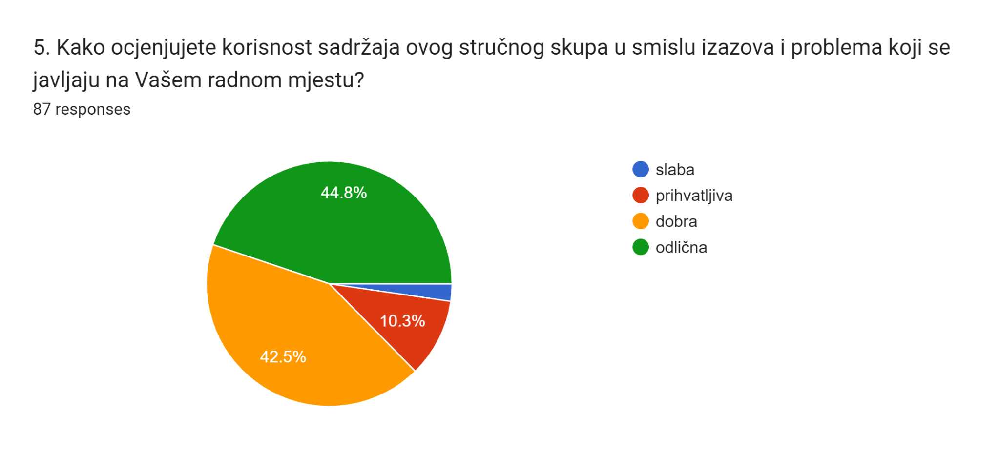 5. Kako ocjenjujete korisnost sadržaja ovog stručnog skupa u smislu izazova i problema koji se
javljaju na Vašem radnom mjestu?
87 responses
44.8%
10.3%
42.5%
slaba
prihvatljiva
dobra
odlična